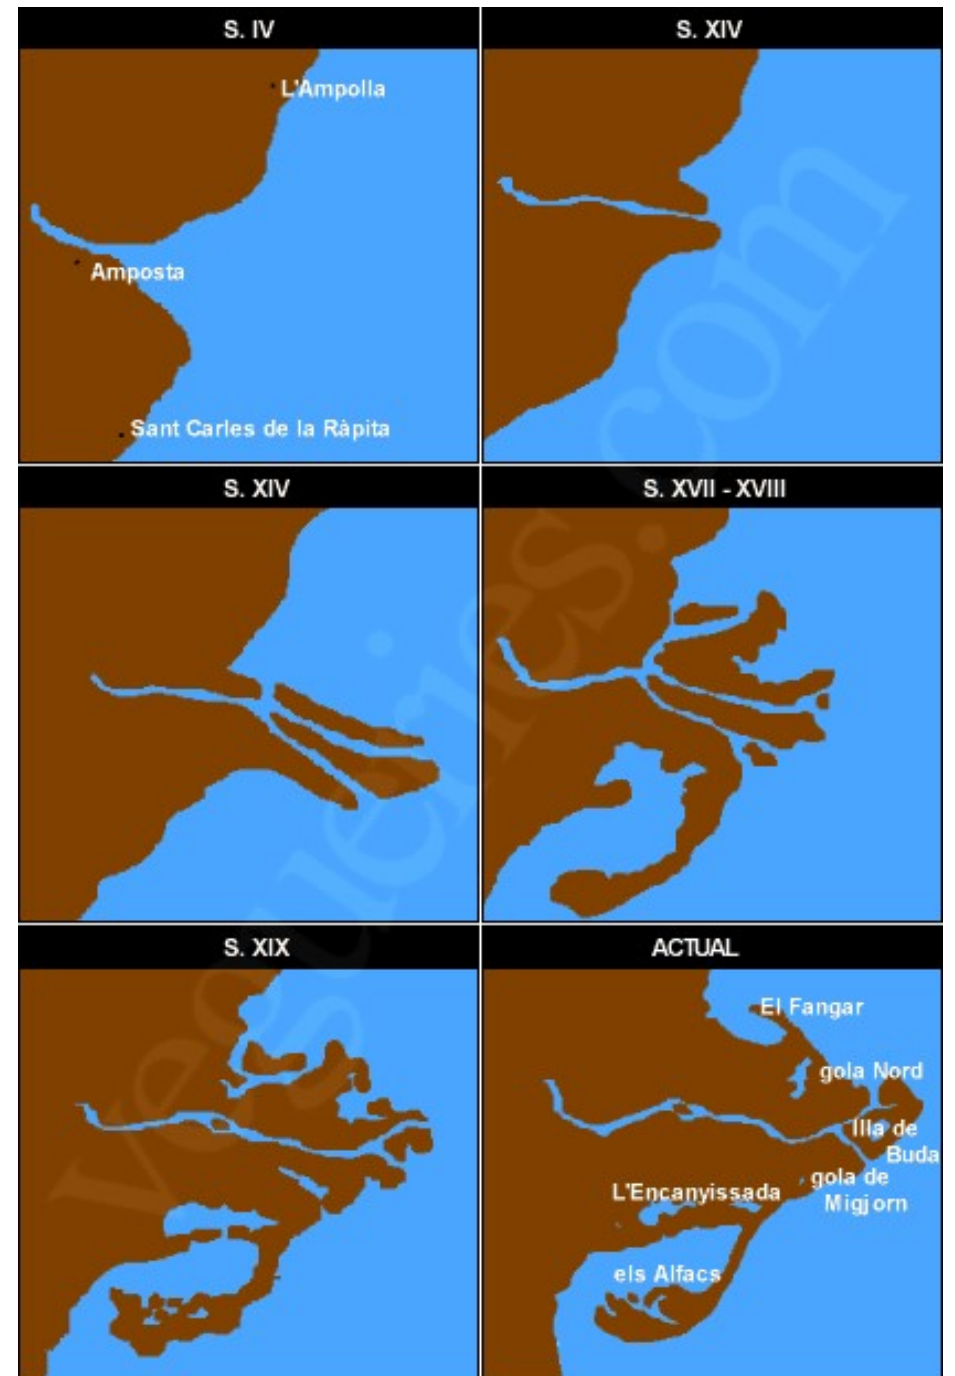 S. IV
L'Ampolla
Amposta
Sant Carles de la Ràpita
S. XIV
S. XIV
S. XVII - XVIII
S. XIX
ACTUAL
El Fangar
gola Nord
Illa de
Buda
gola de
Migjorn
L'Encanyissada
els Alfacs
vegueries.com